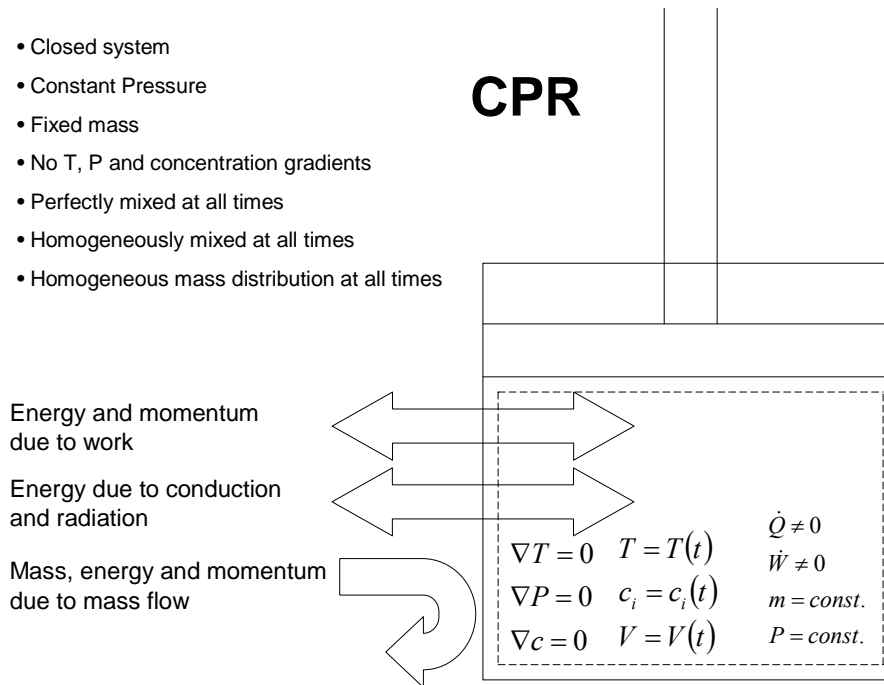 • Closed system
• Constant Pressure
• Fixed mass
• No T, P and concentration gradients
• Perfectly mixed at all times
• Homogeneously mixed at all times
• Homogeneous mass distribution at all times
CPR
Energy and momentum
due to work
Energy due to conduction
and radiation
Mass, energy and momentum
due to mass flow
∇T = 0
∇P = 0
∇c = 0
T = T(t)
c_i = c_i(t)
V = V(t)
Q̇ ≠ 0
Ẇ ≠ 0
m = const.
P = const.